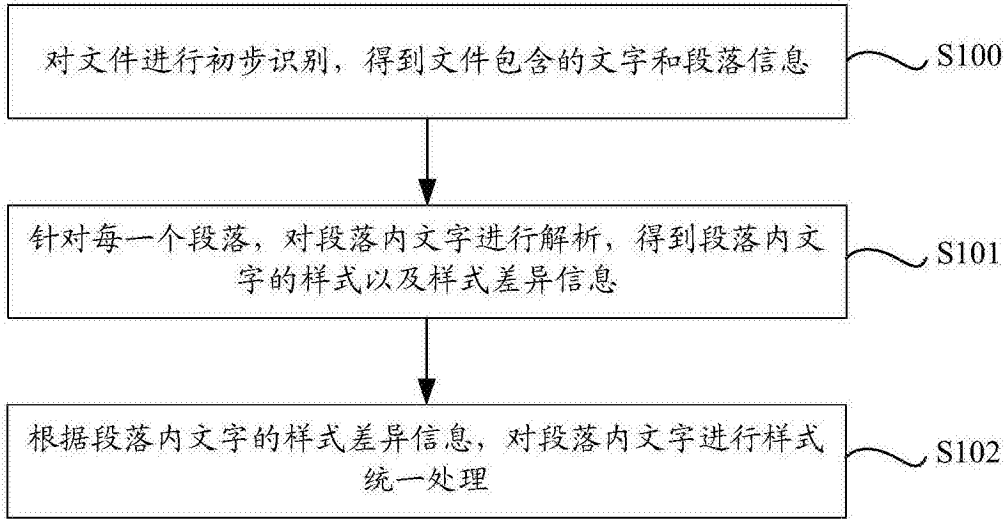 对文件进行初步识别，得到文件包含的文字和段落信息
S100
针对每一个段落，对段落内文字进行解析，得到段落内文
字的样式以及样式差异信息
S101
根据段落内文字的样式差异信息，对段落内文字进行样式
统一处理
S102